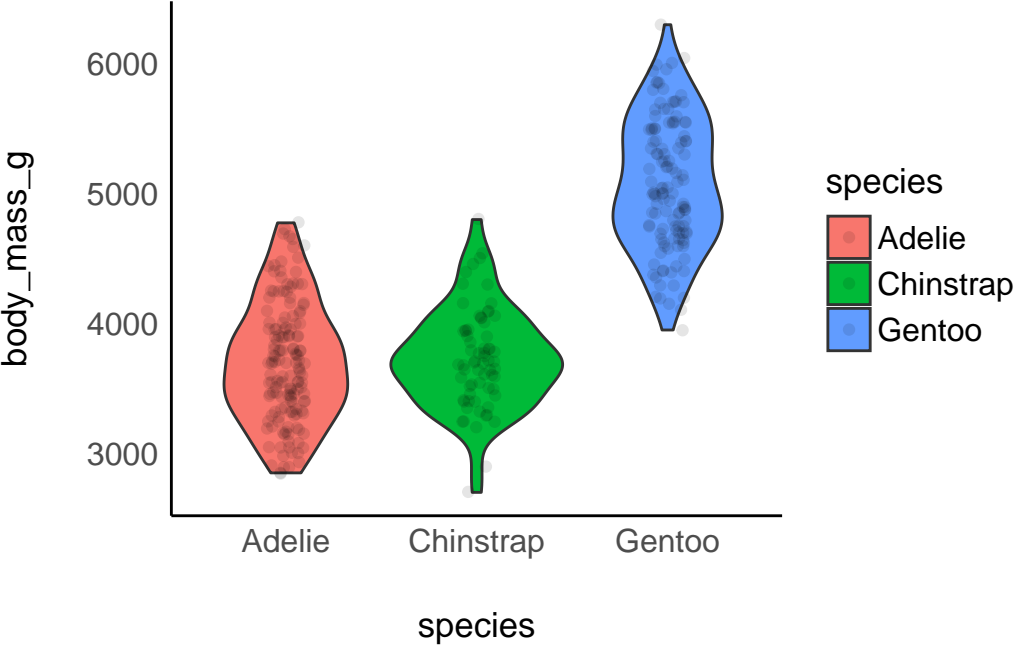 body_mass_g
6000
5000
4000
3000
Adelie
Chinstrap
Gentoo
species
species
Adelie
Chinstrap
Gentoo